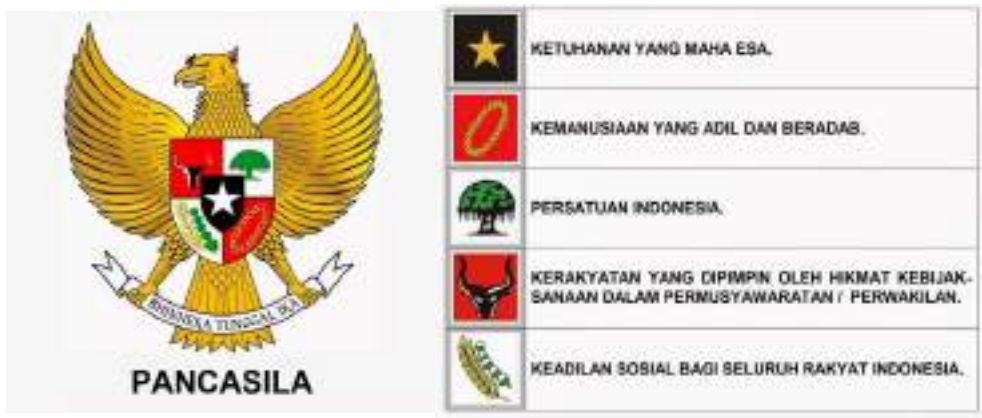 BHINNEKA TUNGGAL IKA
PANCASILA
KETUHANAN YANG MAHA ESA.
KEMANUSIAAN YANG ADIL DAN BERADAB.
PERSATUAN INDONESIA.
KERAKYATAN YANG DIPIMPIN OLEH HIKMAT KEBIJAK-
SANAAN DALAM PERMUSYAWARATAN / PERWAKILAN.
KEADILAN SOSIAL BAGI SELURUH RAKYAT INDONESIA.